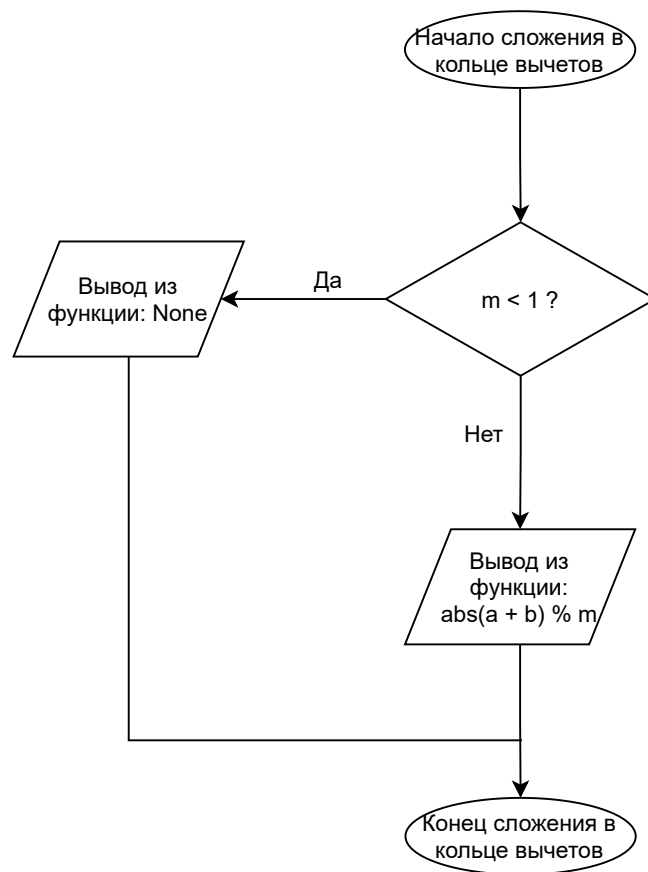 Начало сложения в
кольце вычетов
m < 1 ?
Да
Вывод из
функции: None
Нет
Вывод из
функции:
abs(a + b) % m
Конец сложения в
кольце вычетов